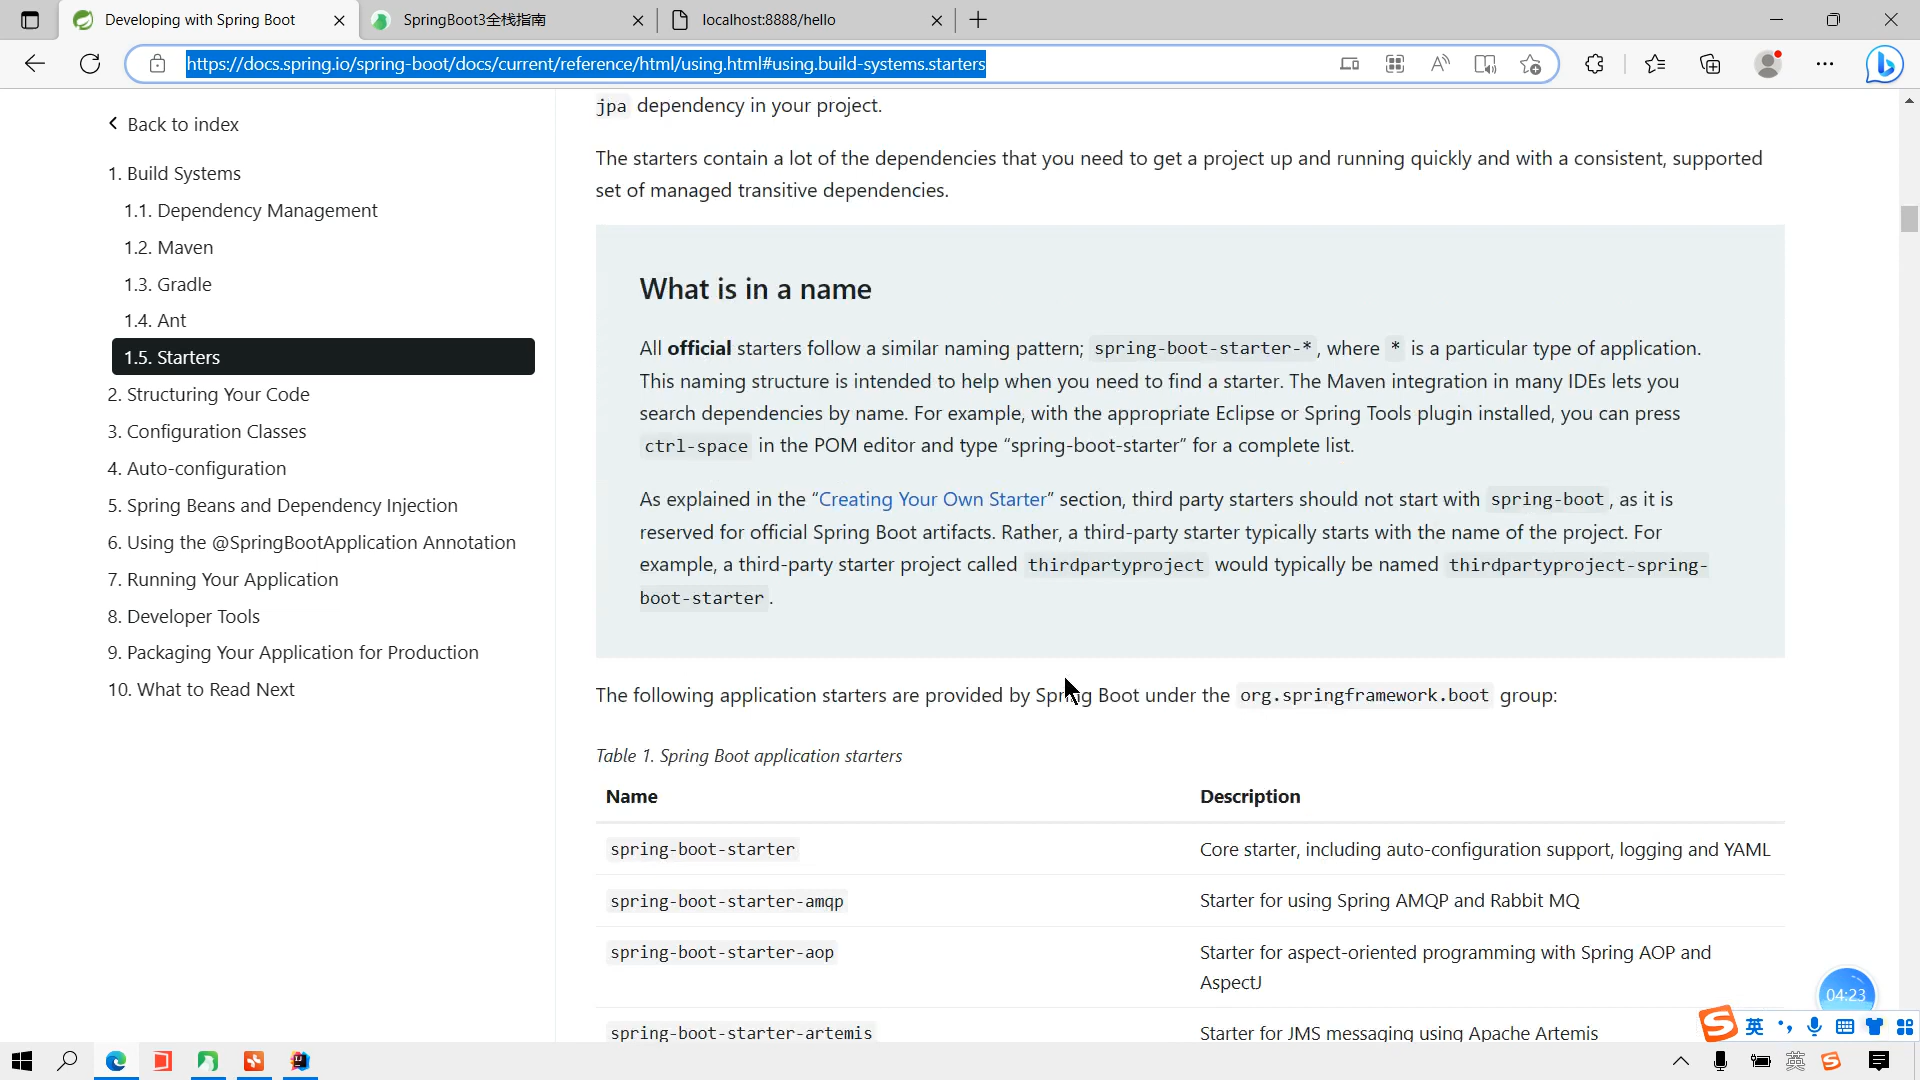 Developing with Spring Boot
SpringBoot3全栈指南
localhost:8888/hello
https://docs.spring.io/spring-boot/docs/current/reference/html/using.html#using.build-systems.starters
Back to index
1. Build Systems
1.1. Dependency Management
1.2. Maven
1.3. Gradle
1.4. Ant
1.5. Starters
2. Structuring Your Code
3. Configuration Classes
4. Auto-configuration
5. Spring Beans and Dependency Injection
6. Using the @SpringBootApplication Annotation
7. Running Your Application
8. Developer Tools
9. Packaging Your Application for Production
10. What to Read Next
jpa dependency in your project.
The starters contain a lot of the dependencies that you need to get a project up and running quickly and with a consistent, supported
set of managed transitive dependencies.
What is in a name
All official starters follow a similar naming pattern; spring-boot-starter-*, where * is a particular type of application.
This naming structure is intended to help when you need to find a starter. The Maven integration in many IDEs lets you
search dependencies by name. For example, with the appropriate Eclipse or Spring Tools plugin installed, you can press
ctrl-space in the POM editor and type “spring-boot-starter” for a complete list.
As explained in the “Creating Your Own Starter” section, third party starters should not start with spring-boot, as it is
reserved for official Spring Boot artifacts. Rather, a third-party starter typically starts with the name of the project. For
example, a third-party starter project called thirdpartyproject would typically be named thirdpartyproject-spring-
boot-starter.
The following application starters are provided by Spring Boot under the org.springframework.boot group:
Table 1. Spring Boot application starters
Name Description
spring-boot-starter Core starter, including auto-configuration support, logging and YAML
spring-boot-starter-amqp Starter for using Spring AMQP and Rabbit MQ
spring-boot-starter-aop Starter for aspect-oriented programming with Spring AOP and
AspectJ
spring-boot-starter-artemis Starter for JMS messaging using Apache Artemis
04:23
英
英